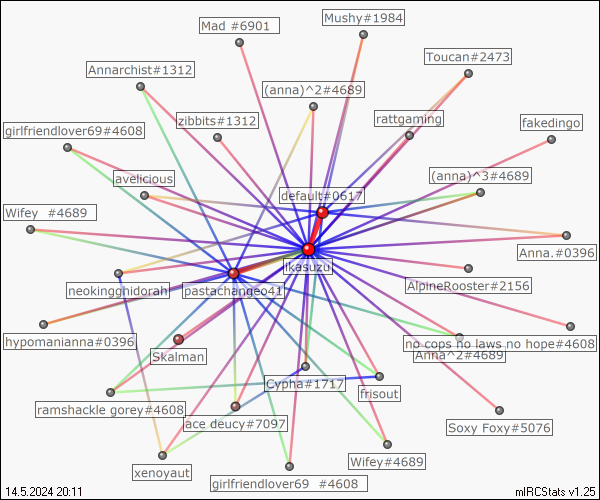 Mushy#1984
Mad #6901
Toucan#2473
Annarchist#1312
(anna)^2#4689
zibbits#1312
rattgaming
fakedingo
girlfriendlover69#4608
avelicious
(anna)^3#4689
default#0617
Wifey #4689
Anna.#0396
ikasuzu
neokingghidorah
pastachangeo41
AlpineRooster#2156
hypomanianna#0396
no cops no laws no hope#4608
Skalman
Anna^2#4689
Cypha#1717
frisout
ramshackle gorey#4608
ace deucy#7097
Soxy Foxy#5076
Wifey#4689
xenoyaut
girlfriendlover69 #4608
14.5.2024 20:11
mIRCStats v1.25